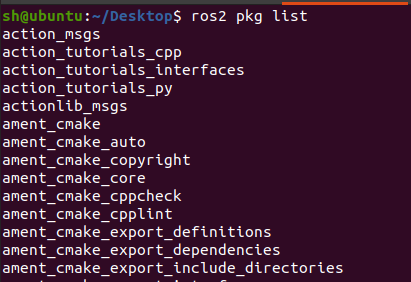 sh@ubuntu:~/Desktop$ ros2 pkg list
action_msgs
action_tutorials_cpp
action_tutorials_interfaces
action_tutorials_py
actionlib_msgs
ament_cmake
ament_cmake_auto
ament_cmake_copyright
ament_cmake_core
ament_cmake_cppcheck
ament_cmake_cpplint
ament_cmake_export_definitions
ament_cmake_export_dependencies
ament_cmake_export_include_directories